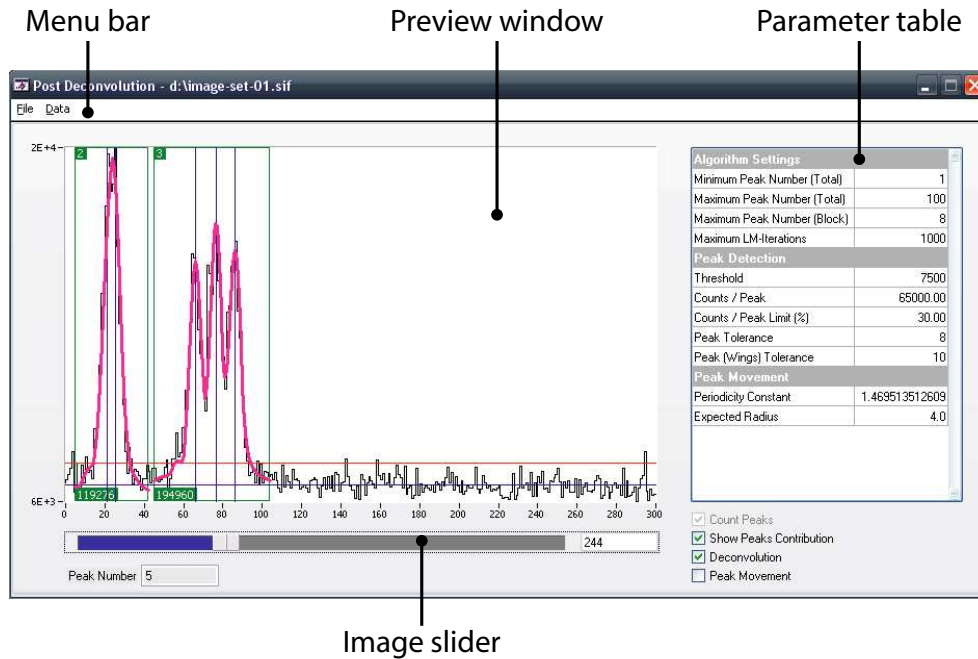 Menu bar
Preview window
Parameter table
Post Deconvolution - d:\image-set-01.sif
File Data
2E+4
6E+3
2
3
119276
194960
0 20 40 60 80 100 120 140 160 180 200 220 240 260 280 300
244
Peak Number 5
Algorithm Settings
Minimum Peak Number (Total) 1
Maximum Peak Number (Total) 100
Maximum Peak Number (Block) 8
Maximum LM-Iterations 1000
Peak Detection
Threshold 7500
Counts / Peak 65000.00
Counts / Peak Limit (%) 30.00
Peak Tolerance 8
Peak (Wings) Tolerance 10
Peak Movement
Periodicity Constant 1.469513512609
Expected Radius 4.0
Count Peaks
Show Peaks Contribution
Deconvolution
Peak Movement
Image slider